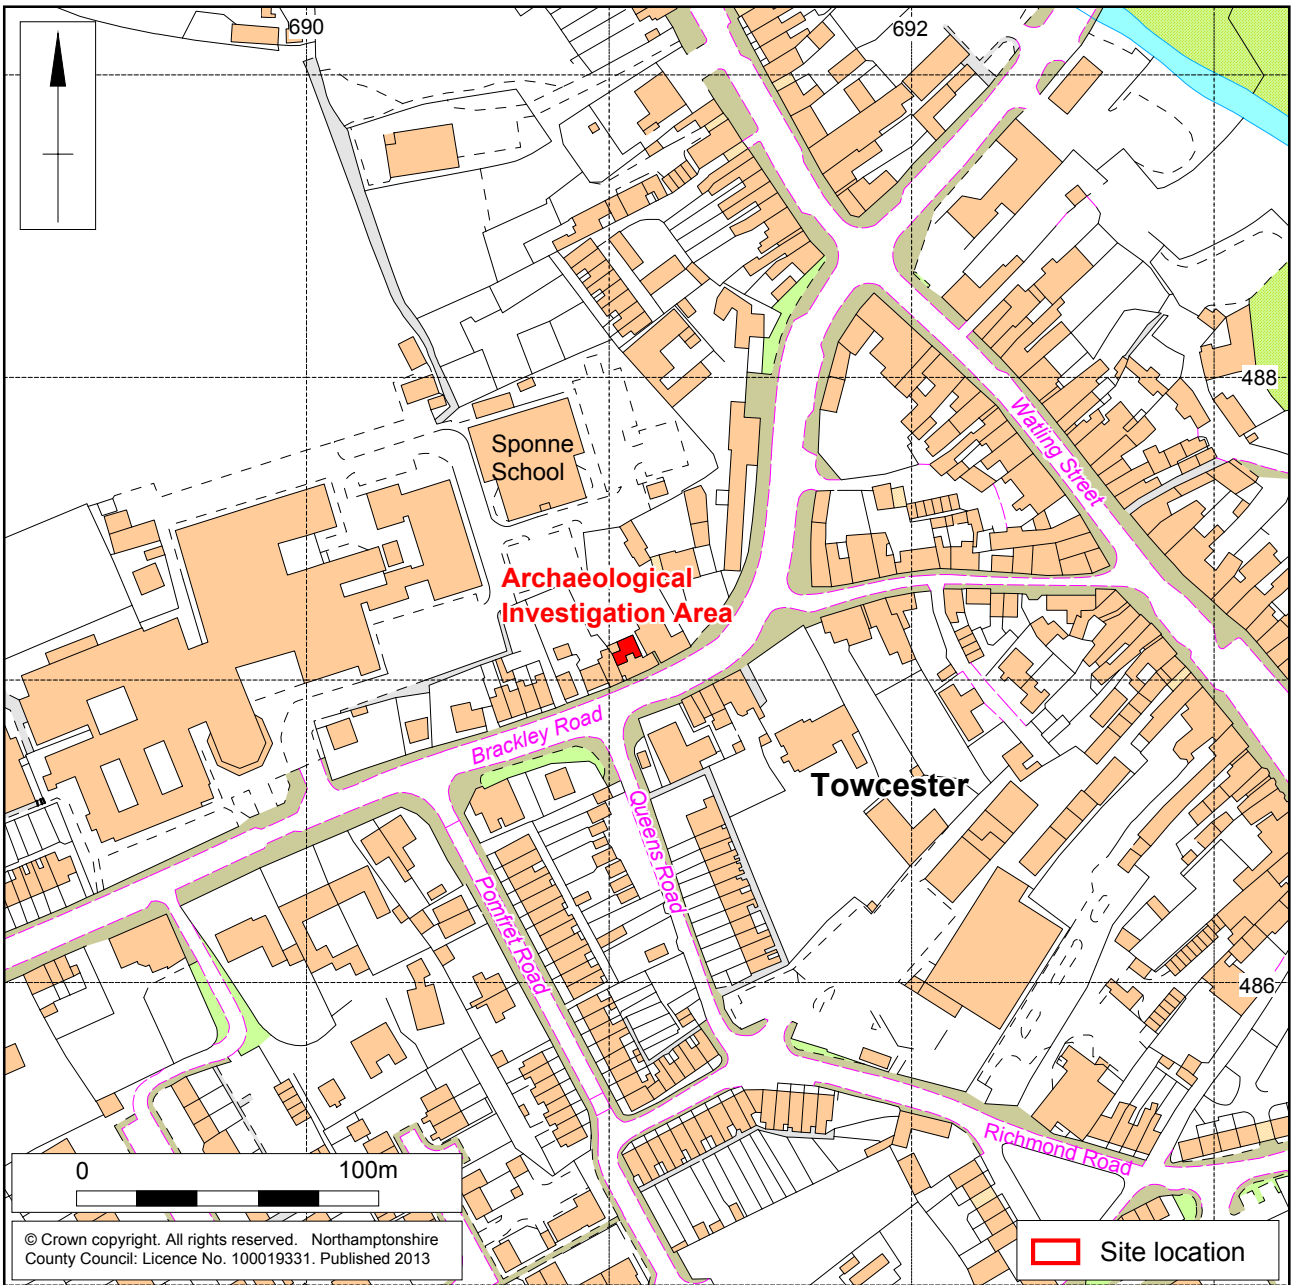 690
692
488
Watling Street
Sponne
School
Archaeological
Investigation Area
Brackley Road
Towcester
Queens Road
Pomfret Road
486
Richmond Road
0 100m
© Crown copyright. All rights reserved. Northamptonshire
County Council: Licence No. 100019331. Published 2013
Site location